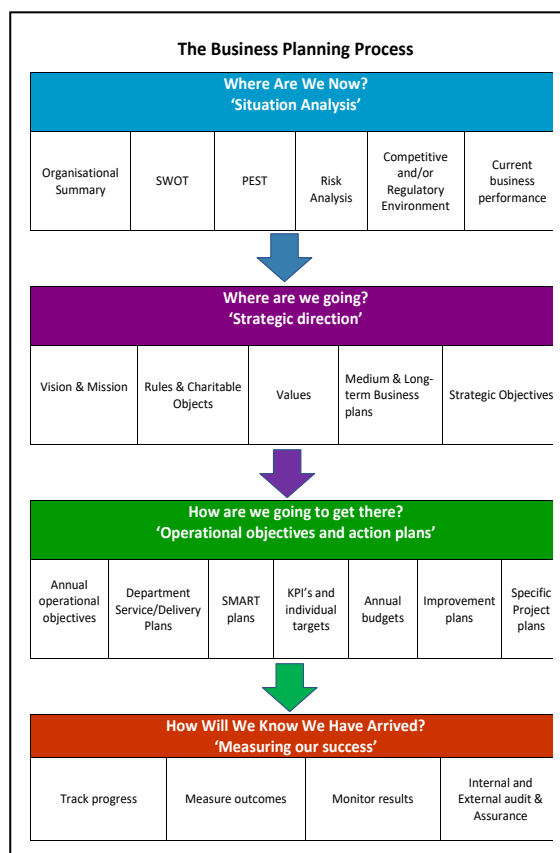 The Business Planning Process
Where Are We Now?
‘Situation Analysis’
Organisational
Summary
SWOT
PEST
Risk
Analysis
Competitive
and/or
Regulatory
Environment
Current
business
performance
Where are we going?
‘Strategic direction’
Vision & Mission
Rules & Charitable
Objects
Values
Medium & Long-
term Business
plans
Strategic Objectives
How are we going to get there?
‘Operational objectives and action plans’
Annual
operational
objectives
Department
Service/Delivery
Plans
SMART
plans
KPI's and
individual
targets
Annual
budgets
Improvement
plans
Specific
Project
plans
How Will We Know We Have Arrived?
‘Measuring our success’
Track progress
Measure outcomes
Monitor results
Internal and
External audit &
Assurance